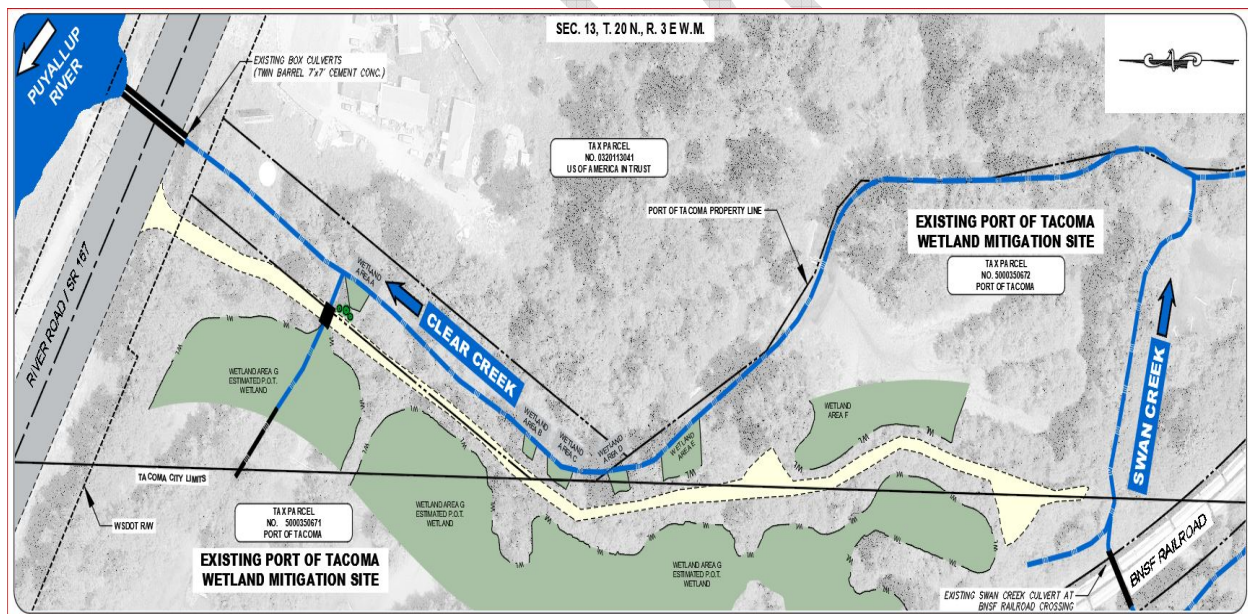 SEC. 13, T. 20 N., R. 3 E W.M.
PUYALLUP
RIVER
EXISTING BOX CULVERTS
(TWIN BARREL 7'x7' CEMENT CONC.)
TAX PARCEL
NO. 0320113041
US OF AMERICA IN TRUST
PORT OF TACOMA PROPERTY LINE
EXISTING PORT OF TACOMA
WETLAND MITIGATION SITE
TAX PARCEL
NO. 5000350672
PORT OF TACOMA
RIVER ROAD / SR 167
WETLAND
AREA A
CLEAR CREEK
SWAN CREEK
WETLAND AREA G
ESTIMATED P.O.T.
WETLAND
WETLAND
AREA B
WETLAND
AREA C
WETLAND
AREA D
WETLAND
AREA E
WETLAND
AREA F
TACOMA CITY LIMITS
WSDOT R/W
TAX PARCEL
NO. 5000350671
PORT OF TACOMA
EXISTING PORT OF TACOMA
WETLAND MITIGATION SITE
WETLAND AREA G
ESTIMATED P.O.T.
WETLAND
WETLAND AREA G
ESTIMATED P.O.T.
WETLAND
BNSF RAILROAD
EXISTING SWAN CREEK CULVERT AT
BNSF RAILROAD CROSSING